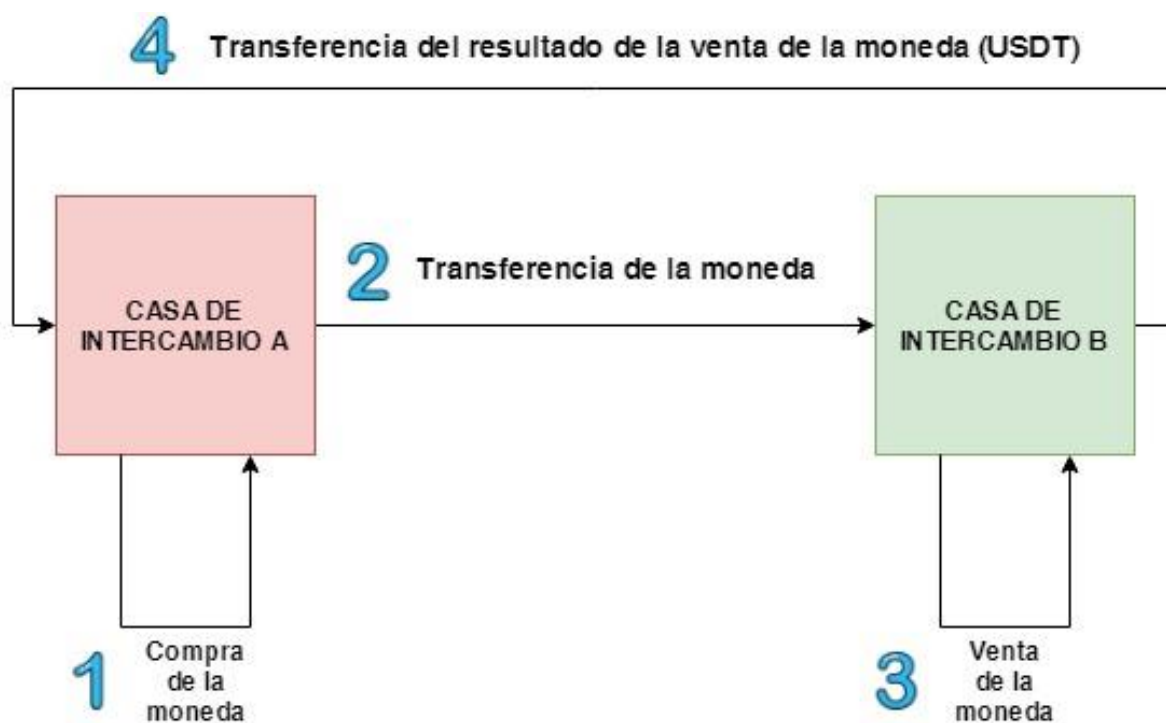 4 Transferencia del resultado de la venta de la moneda (USDT)
2 Transferencia de la moneda
CASA DE
INTERCAMBIO A
CASA DE
INTERCAMBIO B
1 Compra
de la
moneda
3 Venta
de la
moneda